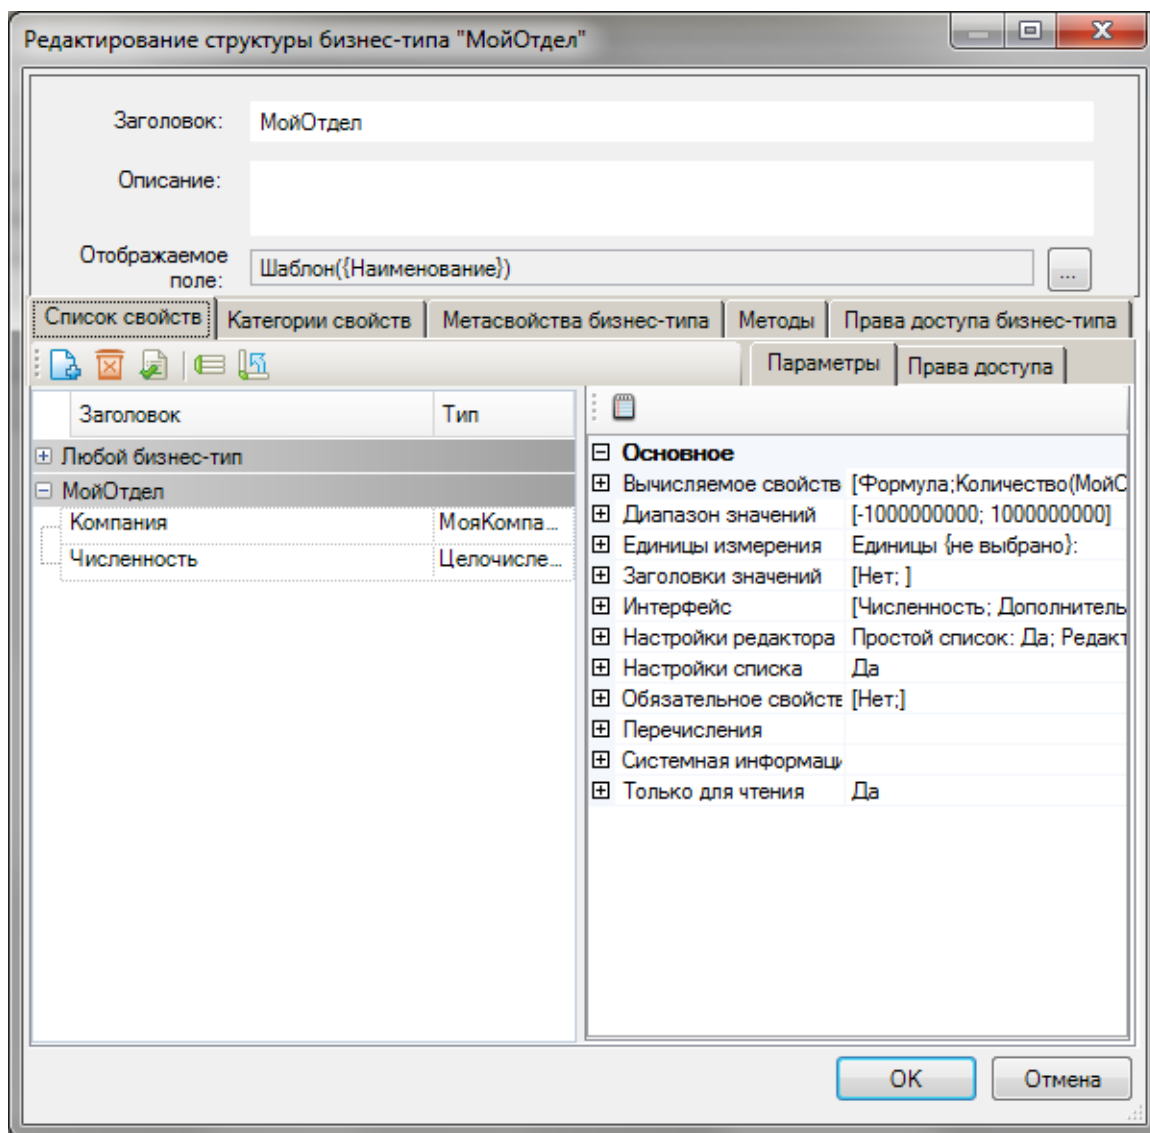 Редактирование структуры бизнес-типа "МойОтдел"
Заголовок: МойОтдел
Описание:
Отображаемое
поле: Шаблон({Наименование}) ...
Список свойств Категории свойств Метасвойства бизнес-типа Методы Права доступа бизнес-типа
Параметры Права доступа
Заголовок Тип
Любой бизнес-тип
МойОтдел
Компания МояКомпа...
Численность Целочисле...
Основное
Вычисляемое свойств [Формула;Количество(МойО
Диапазон значений [-1000000000; 1000000000]
Единицы измерения Единицы {не выбрано}:
Заголовки значений [Нет; ]
Интерфейс [Численность; Дополнитель
Настройки редактора Простой список: Да; Редакт
Настройки списка Да
Обязательное свойств [Нет;]
Перечисления
Системная информаци
Только для чтения Да
OK Отмена